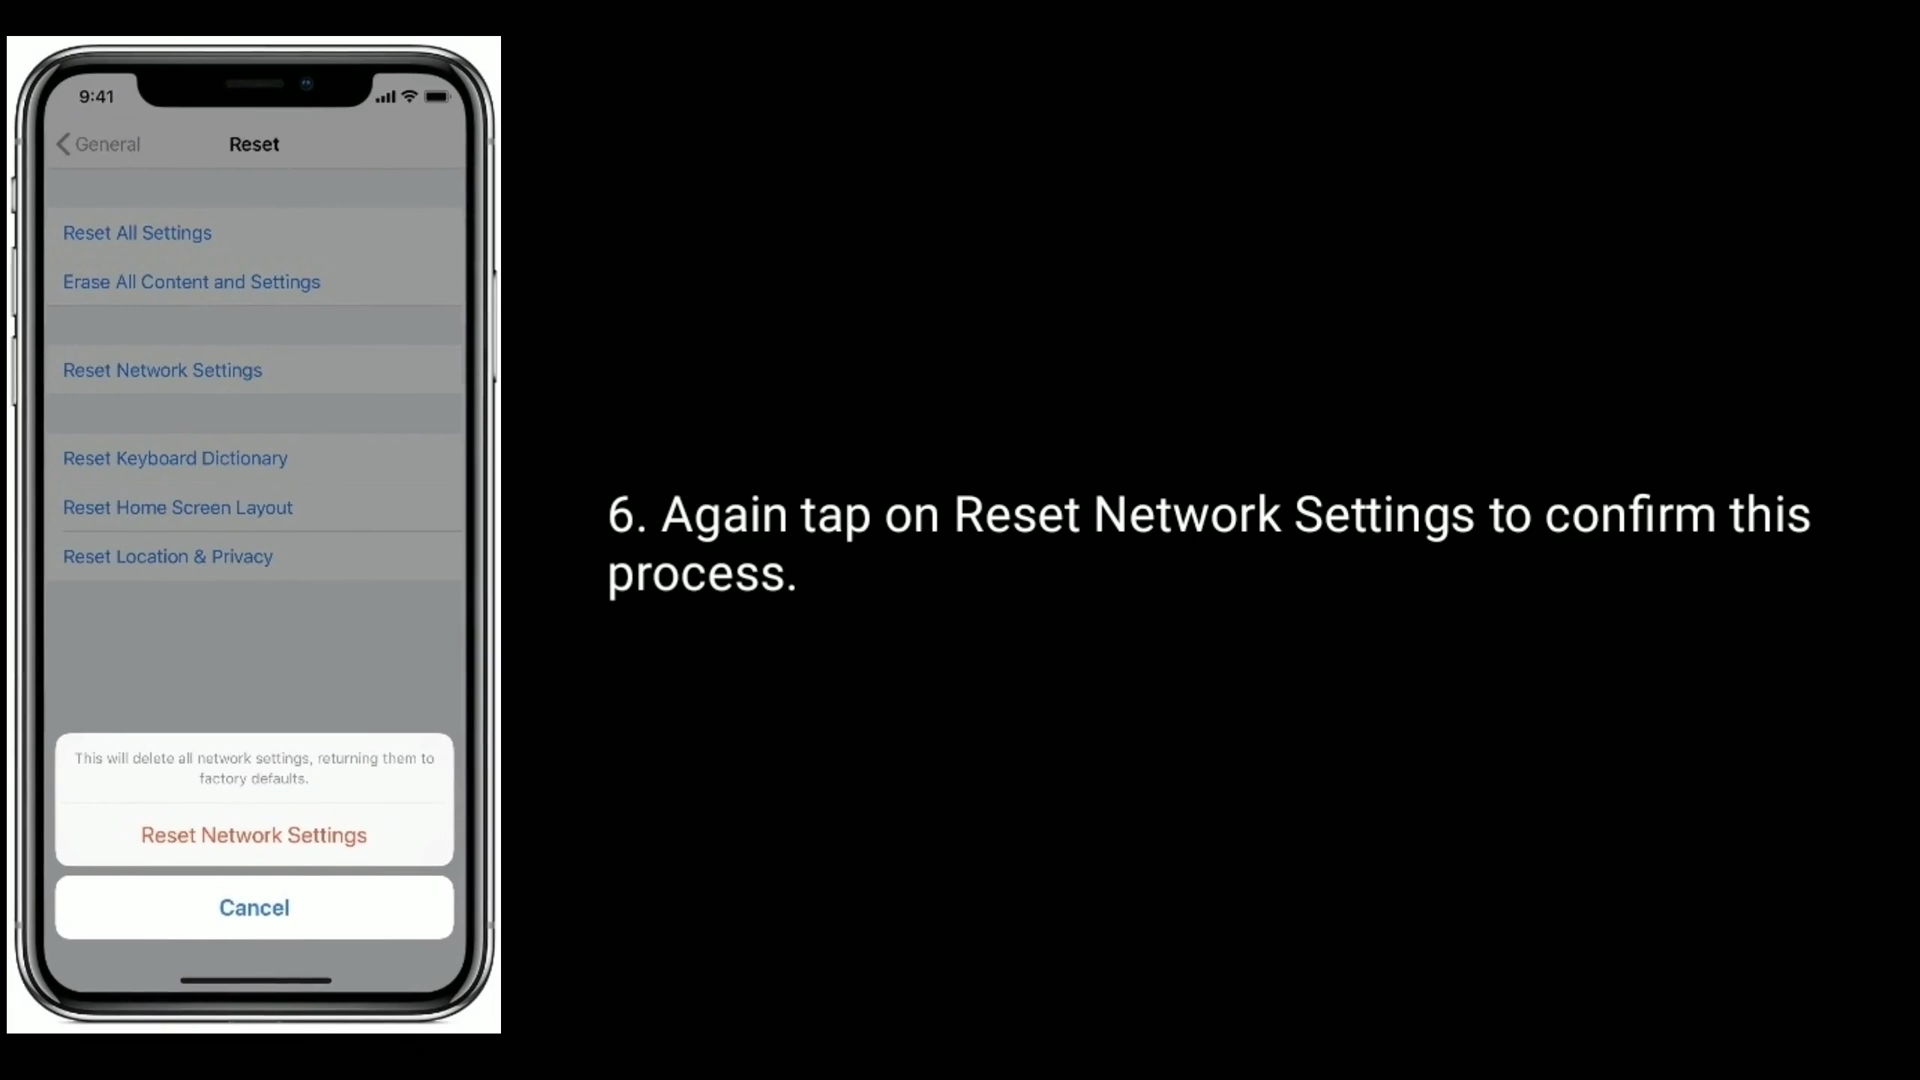 9:41
General
Reset
Reset All Settings
Erase All Content and Settings
Reset Network Settings
Reset Keyboard Dictionary
Reset Home Screen Layout
Reset Location & Privacy
This will delete all network settings, returning them to
factory defaults.
Reset Network Settings
Cancel
6. Again tap on Reset Network Settings to confirm this
process.